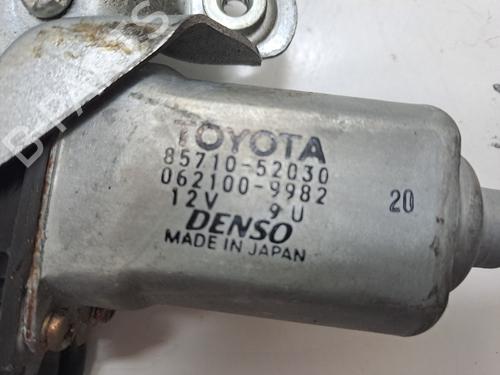 TOYOTA
85710-52030
062100-9982
12V 9U
DENSO
MADE IN JAPAN
20